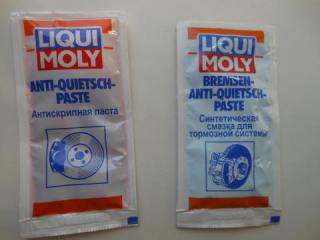 LIQUI
MOLY
ANTI-QUIETSCH-
PASTE
Антискрипная паста
LIQUI
MOLY
BREMSEN-
ANTI-QUIETSCH-
PASTE
Синтетическая
смазка для
тормозной системы